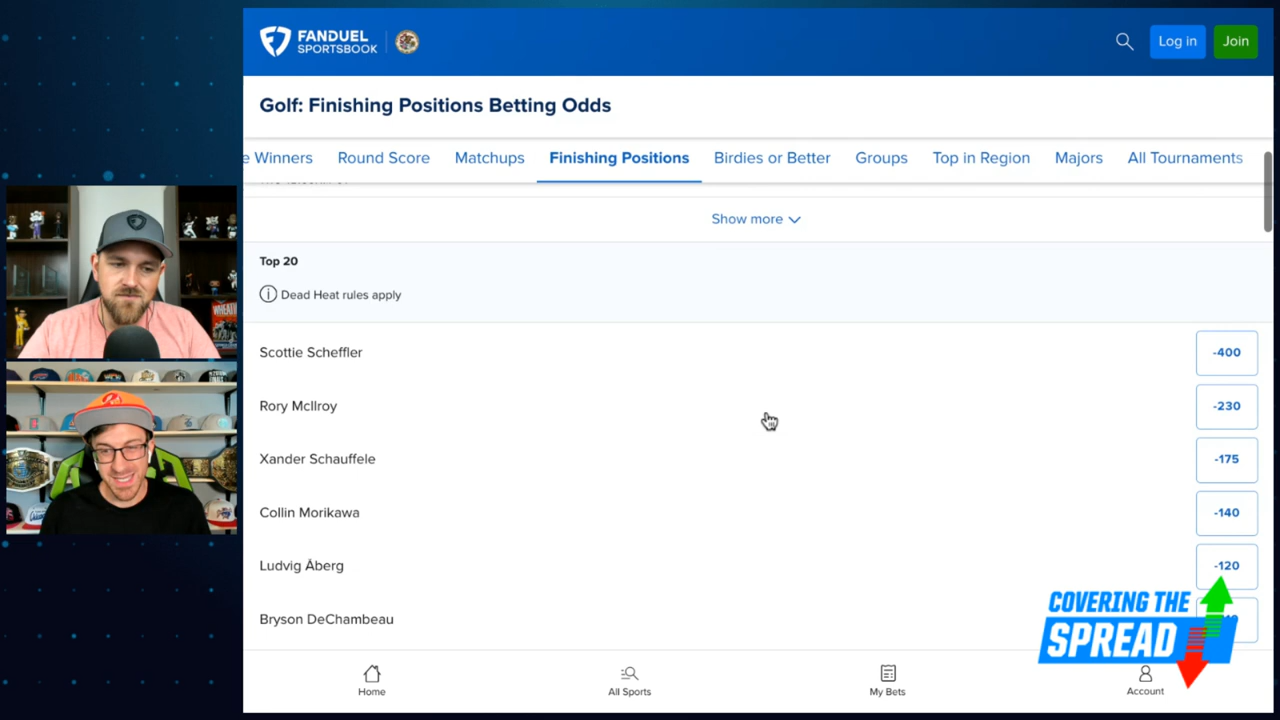 FANDUEL
SPORTSBOOK
Log in
Join
Golf: Finishing Positions Betting Odds
e Winners
Round Score
Matchups
Finishing Positions
Birdies or Better
Groups
Top in Region
Majors
All Tournaments
Show more
Top 20
Dead Heat rules apply
Scottie Scheffler
-400
Rory McIlroy
-230
Xander Schauffele
-175
Collin Morikawa
-140
Ludvig Åberg
-120
Bryson DeChambeau
COVERING THE
SPREAD
Home
All Sports
My Bets
Account